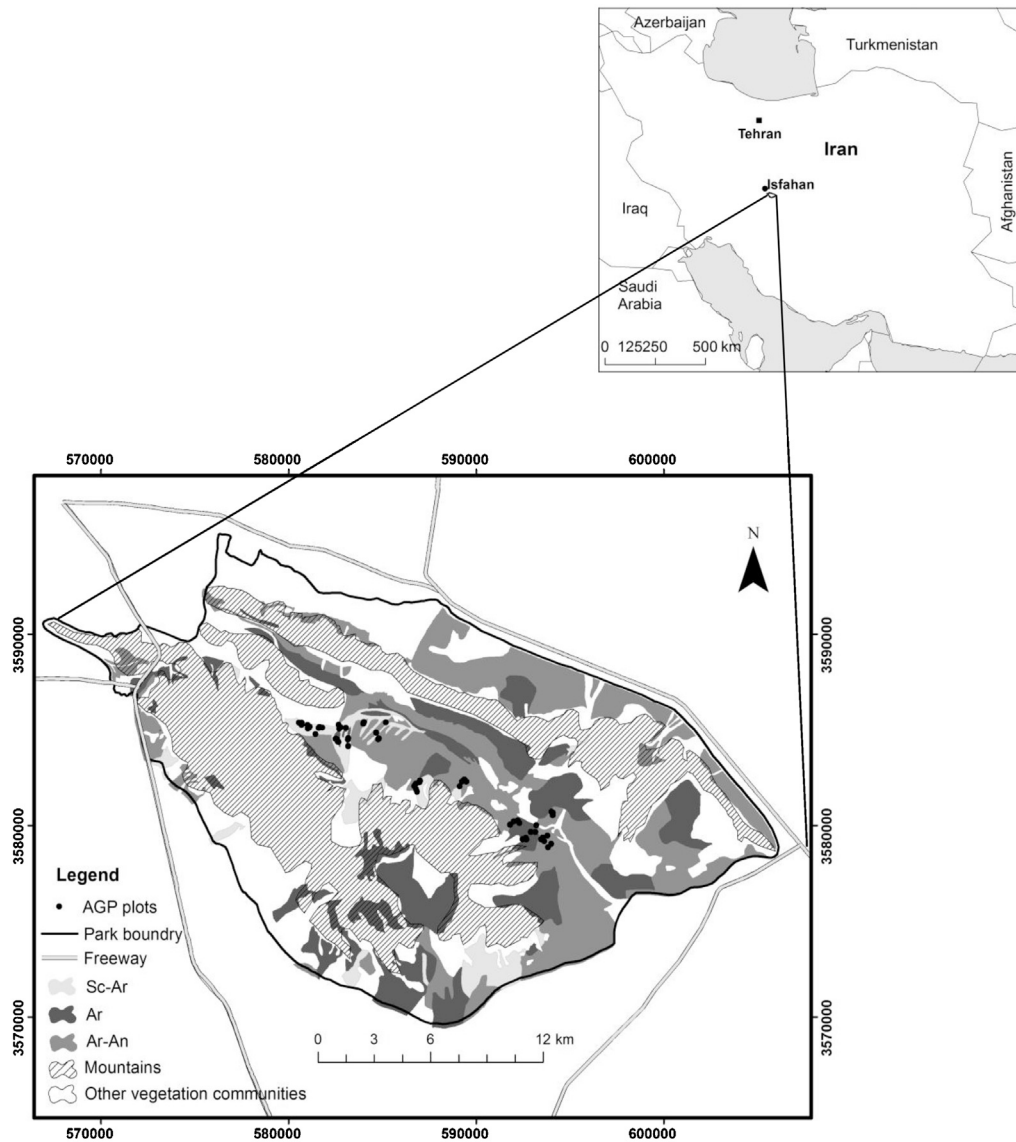 Azerbaijan
Turkmenistan
Tehran
Iran
Isfahan
Iraq
Afghanistan
Saudi
Arabia
0 125250 500 km
570000 580000 590000 600000
N
3590000 3590000
3580000 3580000
Legend
AGP plots
Park boundry
Freeway
Sc-Ar
Ar
Ar-An
Mountains
Other vegetation communities
3570000 3570000
0 3 6 12 km
570000 580000 590000 600000